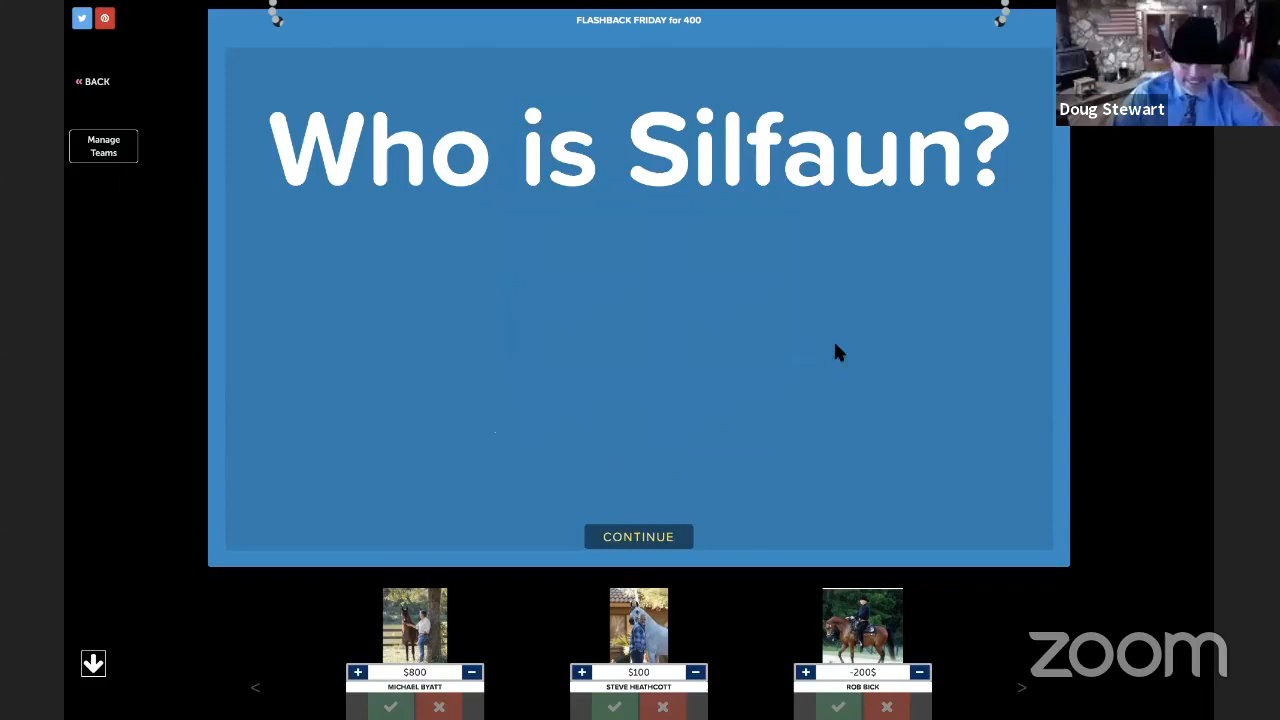 FLASHBACK FRIDAY for 400
« BACK
Manage
Teams
Who is Silfaun?
Doug Stewart
CONTINUE
+ $800 −
MICHAEL BYATT
+ $100 −
STEVE HEATHCOTT
+ -200$ −
ROB BICK
< >
zoom